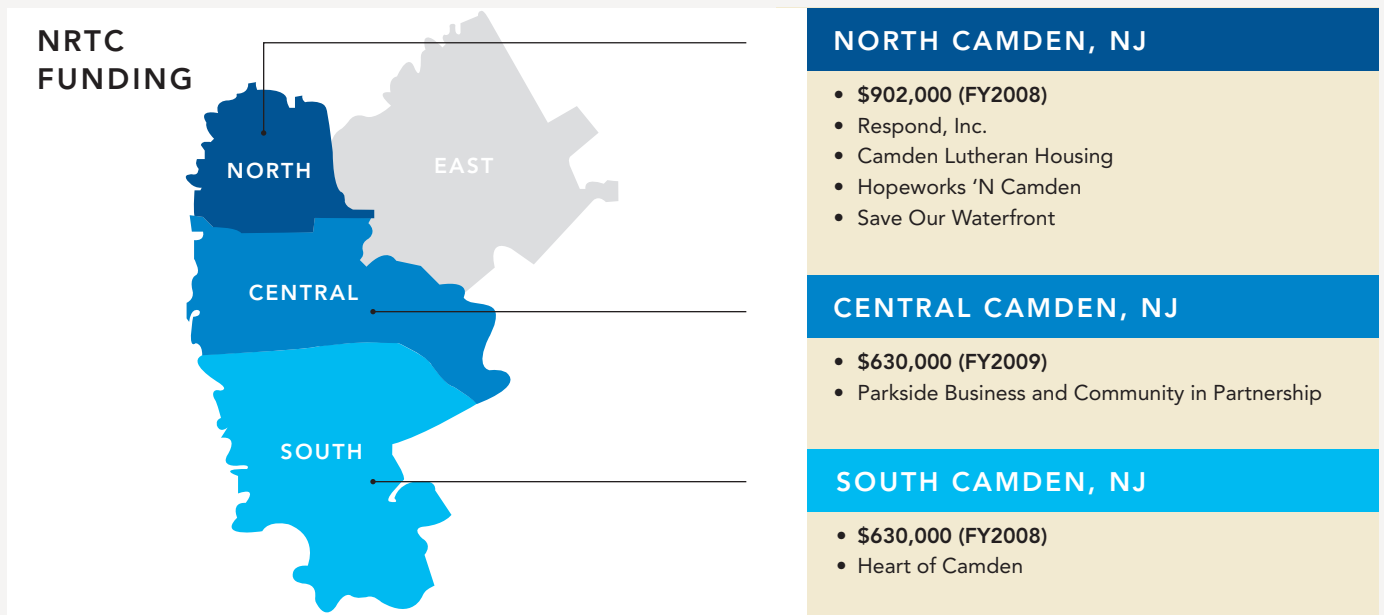 NRTC
FUNDING
NORTH
EAST
CENTRAL
SOUTH
NORTH CAMDEN, NJ
• $902,000 (FY2008)
• Respond, Inc.
• Camden Lutheran Housing
• Hopeworks ‘N Camden
• Save Our Waterfront
CENTRAL CAMDEN, NJ
• $630,000 (FY2009)
• Parkside Business and Community in Partnership
SOUTH CAMDEN, NJ
• $630,000 (FY2008)
• Heart of Camden